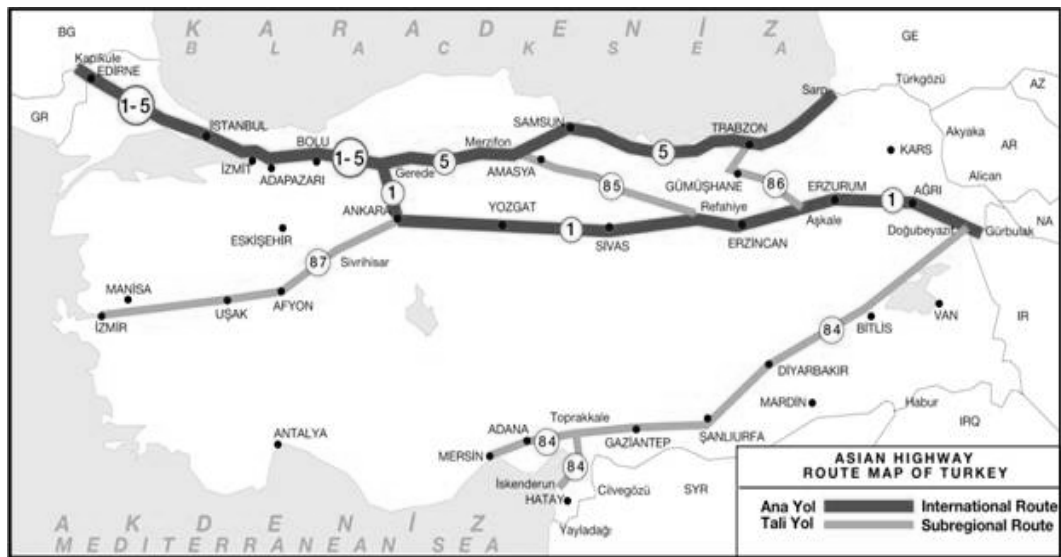 KARADENİZ
BLACK SEA
BG
GE
Kapıkule
EDİRNE
Türkgözü
AZ
Sarp
1-5
GR
SAMSUN
TRABZON
İSTANBUL
BOLU
1-5
Merzifon
Akyaka
AR
KARS
İZMİT
ADAPAZARI
Gerede
5
AMASYA
5
GÜMÜŞHANE
86
Alican
85
ERZURUM
1
AĞRI
1
ANKARA
YOZGAT
Refahiye
Aşkale
NA
ESKİŞEHİR
1
SİVAS
ERZİNCAN
Doğubeyazıt
Gürbulak
87
Sivrihisar
MANİSA
İZMİR
UŞAK
AFYON
VAN
IR
84
BİTLİS
DİYARBAKIR
MARDİN
Habur
ANTALYA
Toprakkale
ADANA
84
GAZİANTEP
ŞANLIURFA
IRQ
MERSİN
84
İskenderun
HATAY
Cilvegözü
SYR
Yayladağı
ASIAN HIGHWAY
ROUTE MAP OF TURKEY
Ana Yol International Route
Tali Yol Subregional Route
AKDENİZ
MEDITERRANEAN SEA